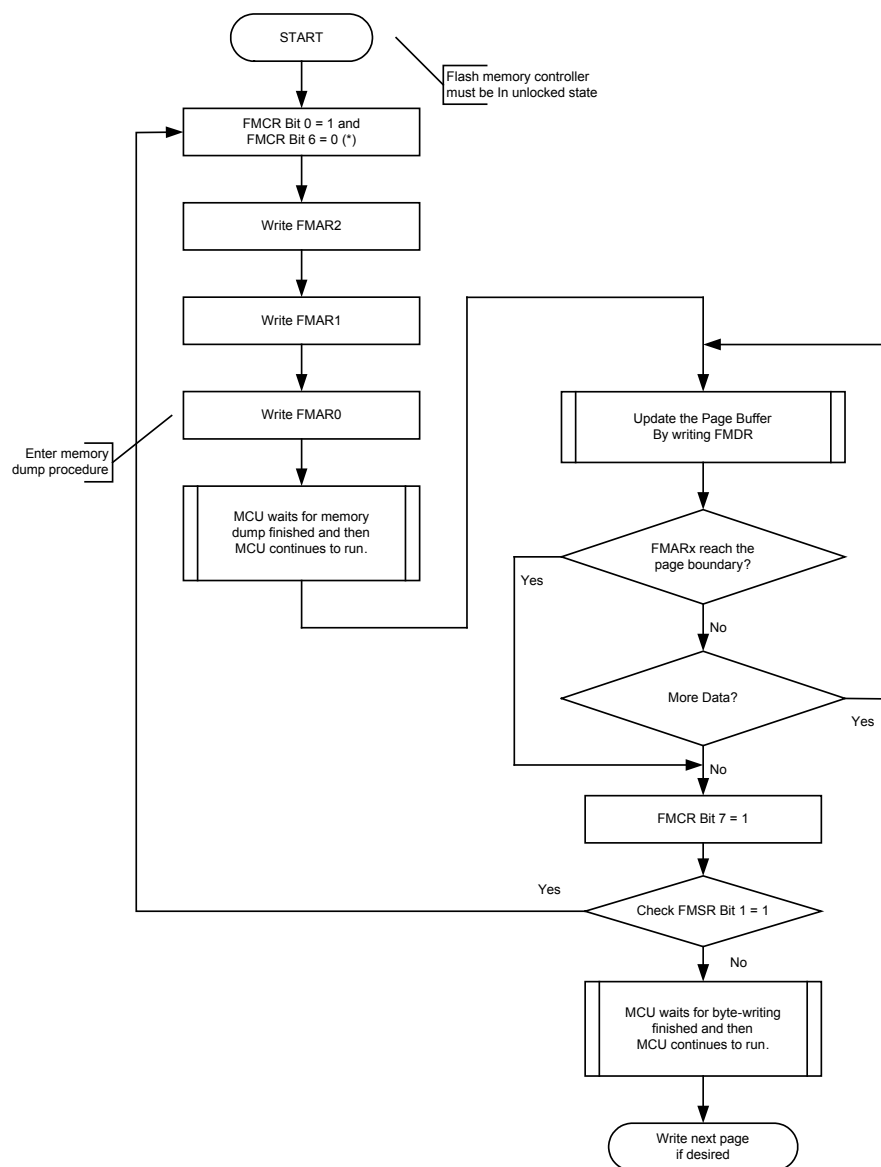 START
Flash memory controller
must be In unlocked state
FMCR Bit 0 = 1 and
FMCR Bit 6 = 0 (*)
Write FMAR2
Write FMAR1
Write FMAR0
Enter memory
dump procedure
MCU waits for memory
dump finished and then
MCU continues to run.
Update the Page Buffer
By writing FMDR
FMARx reach the
page boundary?
Yes
No
More Data?
Yes
No
FMCR Bit 7 = 1
Yes
Check FMSR Bit 1 = 1
No
MCU waits for byte-writing
finished and then
MCU continues to run.
Write next page
if desired